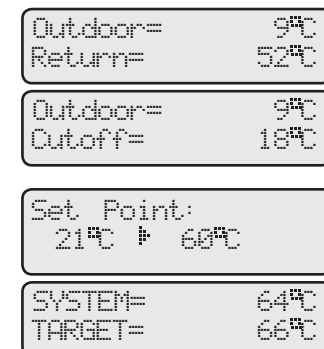 Outdoor= 9°C
Return= 52°C
Outdoor= 9°C
Cutoff= 18°C
Set Point:
21°C ▶ 60°C
SYSTEM= 64°C
TARGET= 66°C